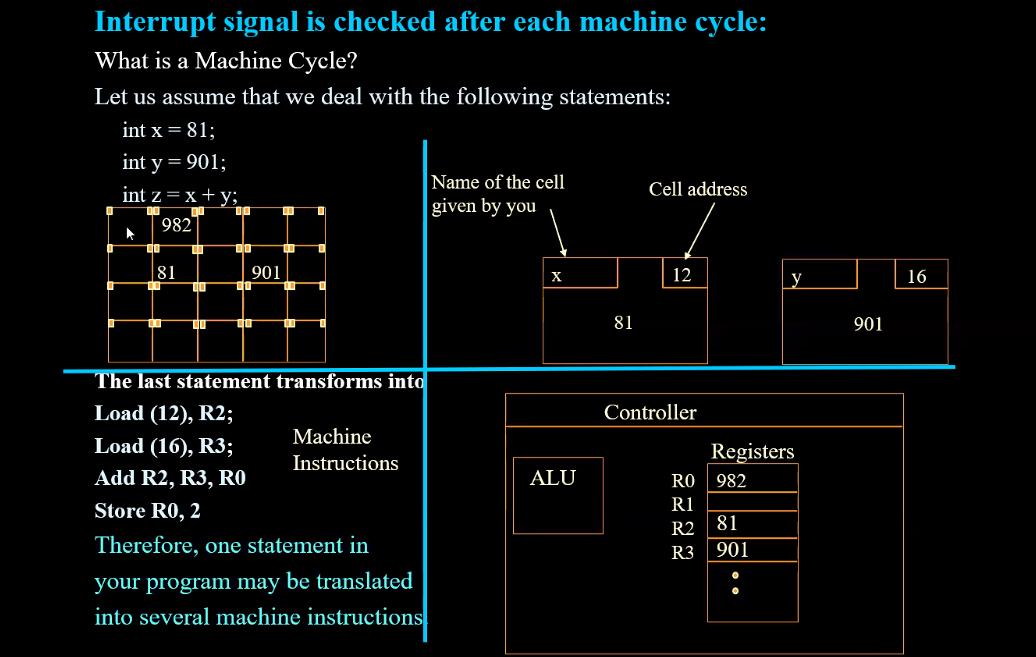 Interrupt signal is checked after each machine cycle:
What is a Machine Cycle?
Let us assume that we deal with the following statements:
int x = 81;
int y = 901;
int z = x + y;
982
81 901
Name of the cell
given by you
Cell address
x 12
81
y 16
901
The last statement transforms into
Load (12), R2;
Load (16), R3;
Add R2, R3, R0
Store R0, 2
Machine
Instructions
Therefore, one statement in
your program may be translated
into several machine instructions
Controller
ALU
Registers
R0 982
R1
R2 81
R3 901